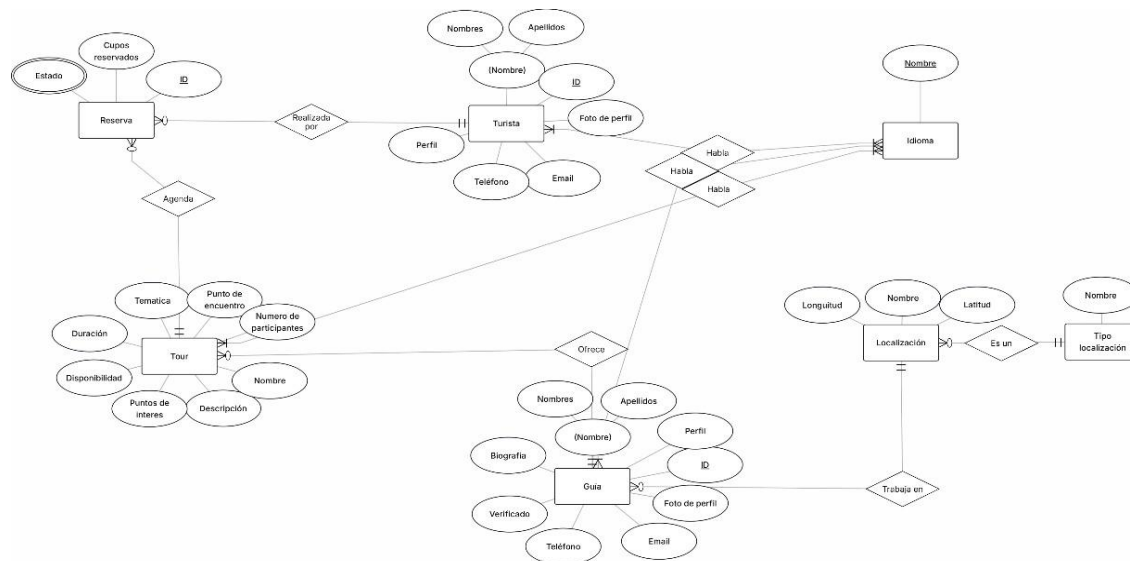 Nombres
Apellidos
Cupos
reservados
Estado
ID
(Nombre)
ID
Nombre
Reserva
Realizada
por
Turista
Foto de perfil
Idioma
Perfil
Teléfono
Email
Habla
Habla
Habla
Agenda
Tematica
Punto de
encuentro
Numero de
participantes
Duración
Tour
Disponibilidad
Nombre
Puntos de
interes
Descripción
Ofrece
Longuitud
Nombre
Latitud
Nombre
Localización
Es un
Tipo
localización
Nombres
Apellidos
(Nombre)
Perfil
Biografia
ID
Guía
Trabaja en
Foto de perfil
Verificado
Teléfono
Email